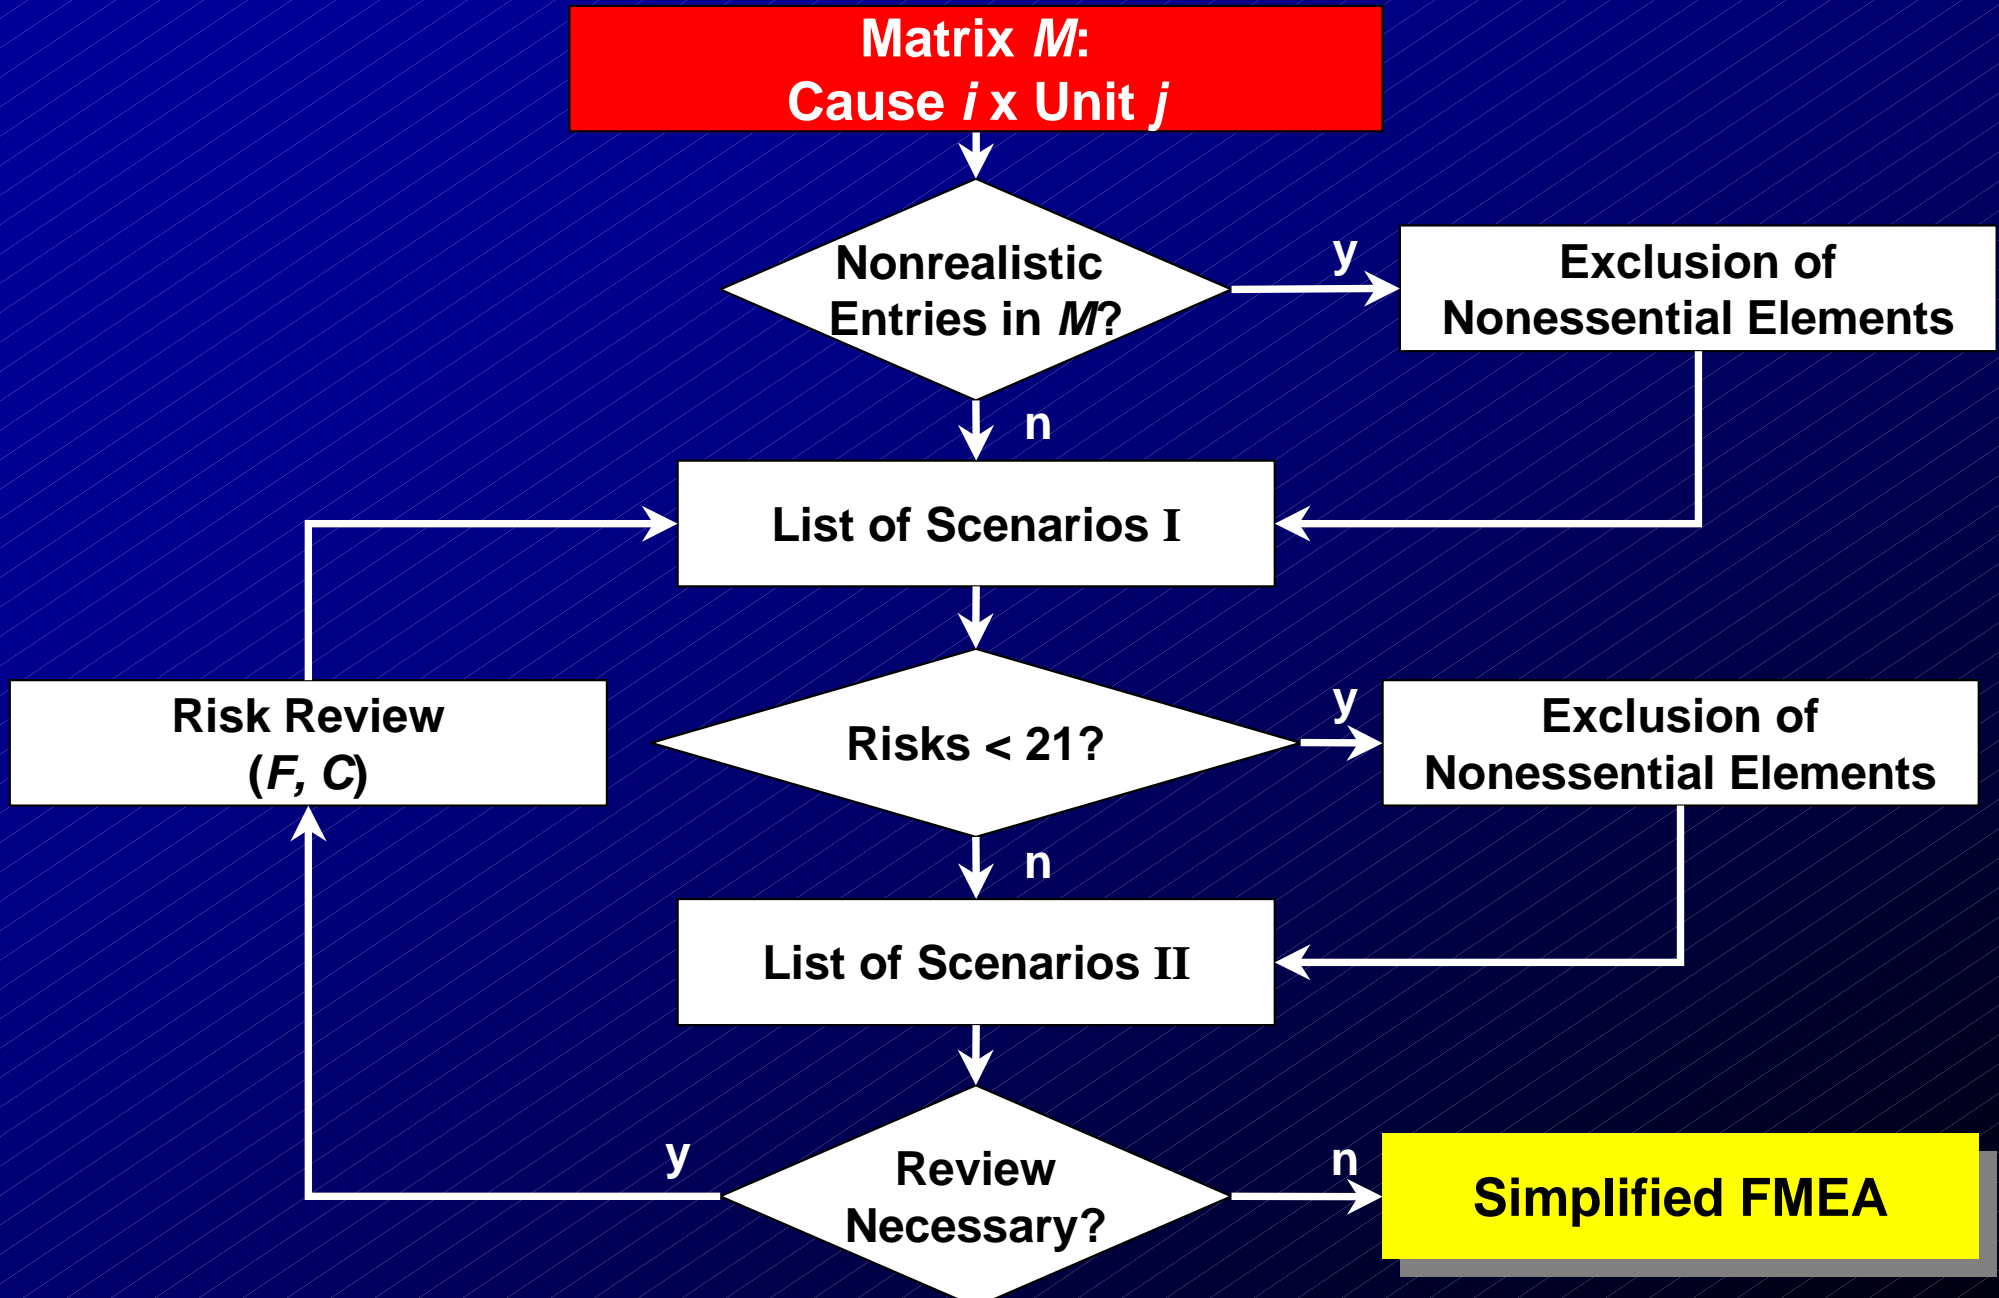 Matrix M:
Cause i x Unit j
Nonrealistic
Entries in M?
y
Exclusion of
Nonessential Elements
n
List of Scenarios I
Risk Review
(F, C)
Risks < 21?
y
Exclusion of
Nonessential Elements
n
List of Scenarios II
y
Review
Necessary?
n
Simplified FMEA